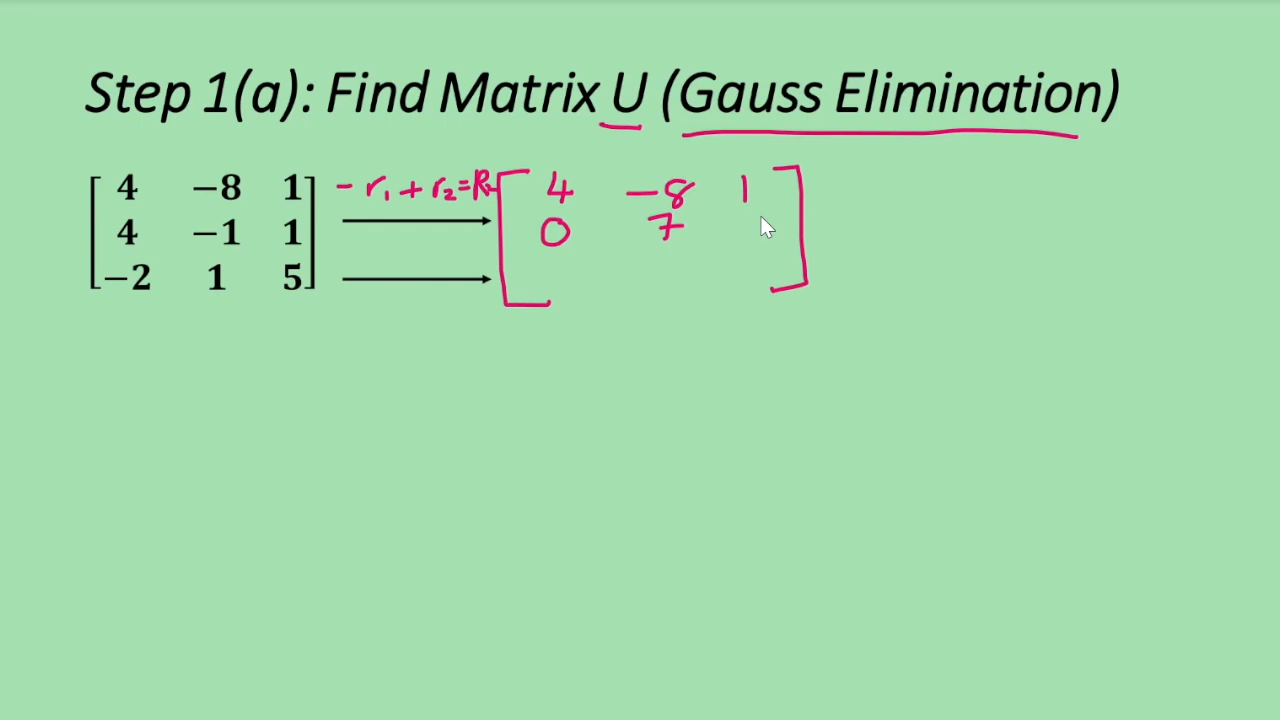 Step 1(a): Find Matrix U (Gauss Elimination)
4 −8 1 - r₁ + r₂ = R₂ 4 -8 1
4 −1 1 0 7
−2 1 5